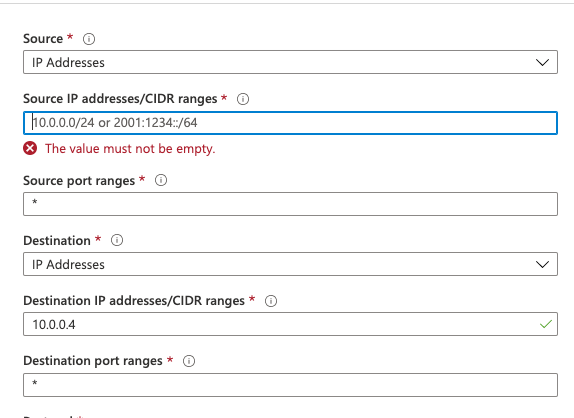 Source *
IP Addresses
Source IP addresses/CIDR ranges *
10.0.0.0/24 or 2001:1234::/64
The value must not be empty.
Source port ranges *
*
Destination *
IP Addresses
Destination IP addresses/CIDR ranges *
10.0.0.4
Destination port ranges *
*